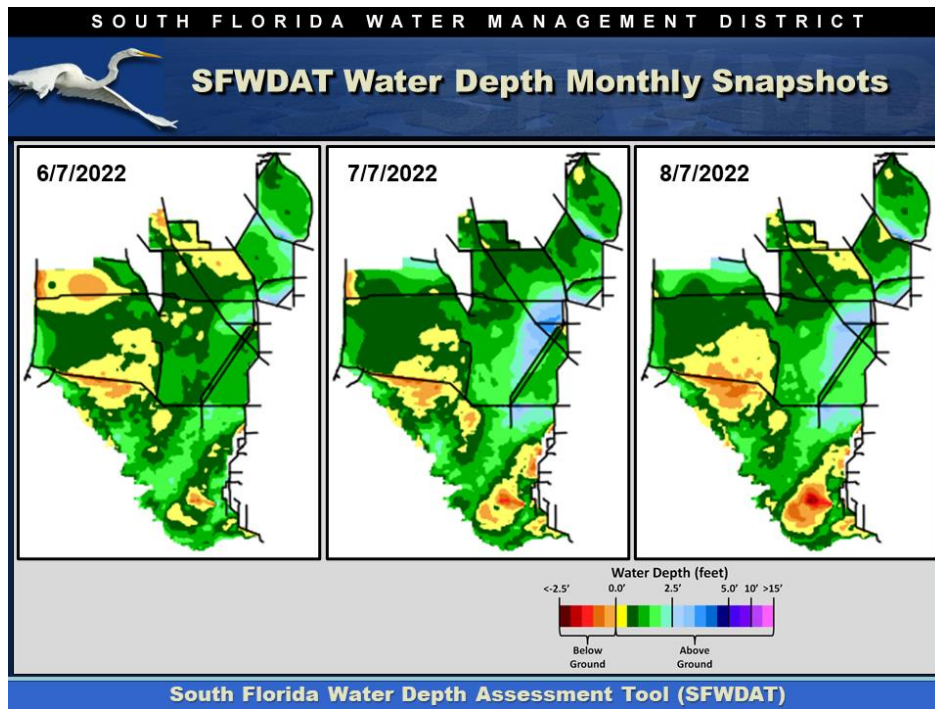 SOUTH FLORIDA WATER MANAGEMENT DISTRICT
SFWDAT Water Depth Monthly Snapshots
6/7/2022
7/7/2022
8/7/2022
Water Depth (feet)
<-2.5' 0.0' 2.5' 5.0' 10' >15'
Below Ground
Above Ground
South Florida Water Depth Assessment Tool (SFWDAT)